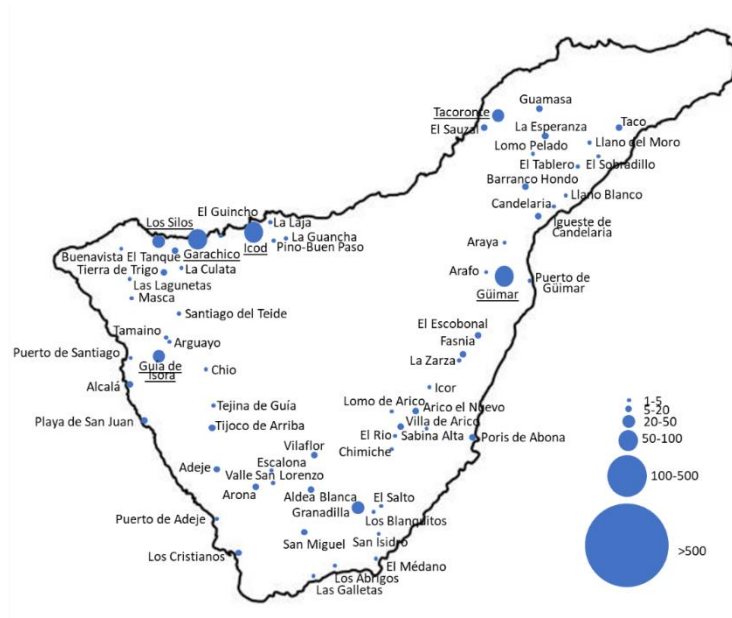 Guamasa
Tacoronte
El Sauzal
La Esperanza
Taco
Lomo Pelado
Llano del Moro
El Tablero
El Sobradillo
Barranco Hondo
Llano Blanco
Candelaria
Igueste de
Candelaria
El Guincho
La Laja
Los Silos
La Guancha
Pino-Buen Paso
Icod
Garachico
Buenavista
El Tanque
Tierra de Trigo
La Culata
Las Lagunetas
Masca
Araya
Arafo
Puerto de
Güimar
Güimar
Santiago del Teide
Tamaino
Arguayo
Puerto de Santiago
Guía de
Isora
Chio
Alcalá
El Escobonal
Fasnia
La Zarza
Icor
Lomo de Arico
Arico el Nuevo
Villa de Arico
El Rio
Sabina Alta
Poris de Abona
Chimiche
Tejina de Guía
Playa de San Juan
Tijoco de Arriba
Vilaflor
Escalona
Adeje
Valle San Lorenzo
Arona
Aldea Blanca
El Salto
Granadilla
Los Blanquitos
Puerto de Adeje
San Miguel
San Isidro
Los Cristianos
El Médano
Los Abrigos
Las Galletas
1-5
5-20
20-50
50-100
100-500
>500